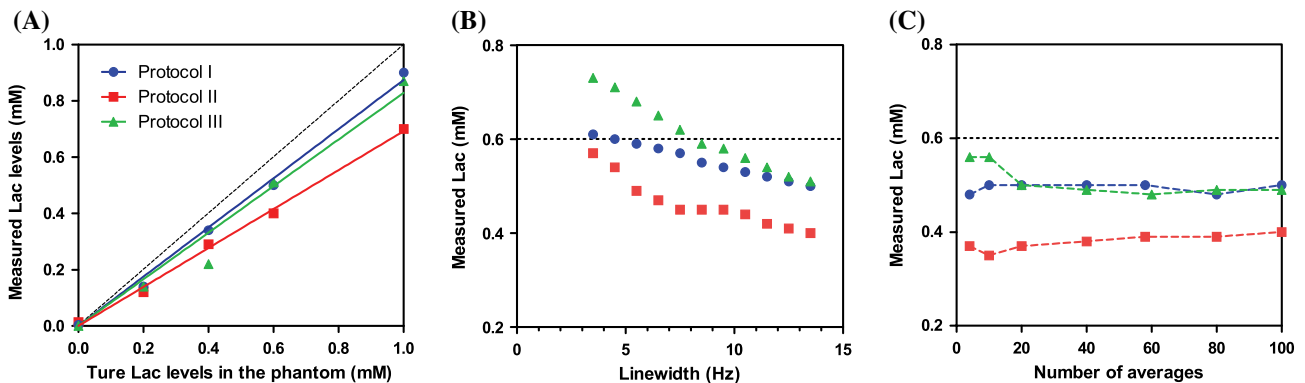 (A)
Measured Lac levels (mM)
1.0
0.8
0.6
0.4
0.2
0.0
Protocol I
Protocol II
Protocol III
0.0 0.2 0.4 0.6 0.8 1.0
Ture Lac levels in the phantom (mM)
(B)
Measured Lac (mM)
0.8
0.6
0.4
0.2
0 5 10 15
Linewidth (Hz)
(C)
Measured Lac (mM)
0.8
0.6
0.4
0.2
0 20 40 60 80 100
Number of averages